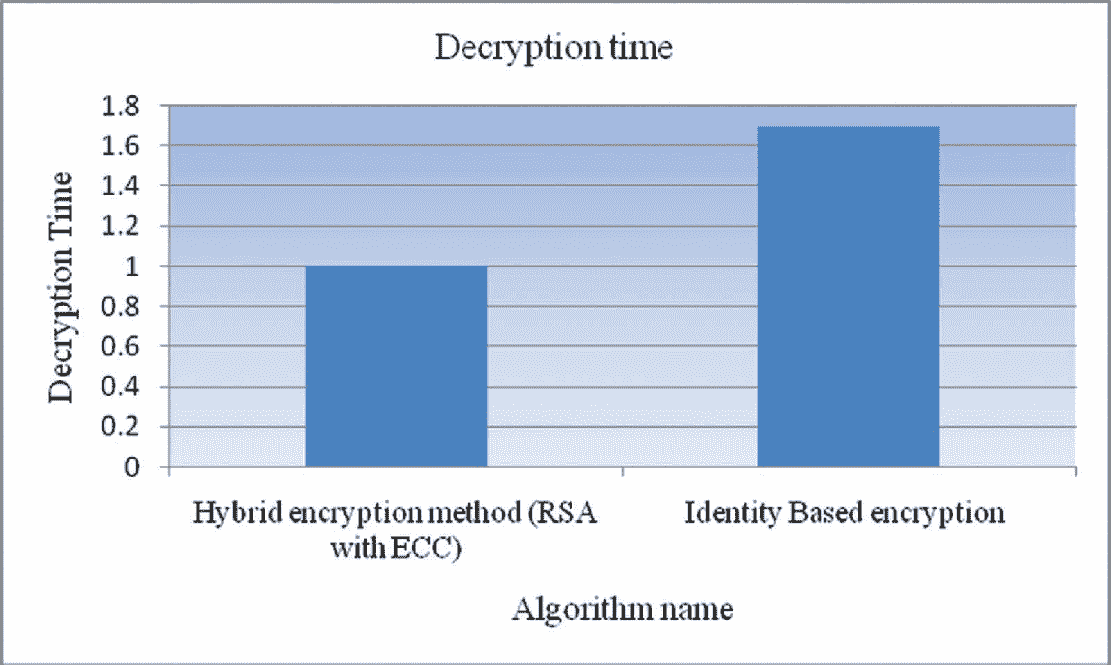 Decryption time
Decryption Time
1.8
1.6
1.4
1.2
1
0.8
0.6
0.4
0.2
0
Hybrid encryption method (RSA
with ECC)
Identity Based encryption
Algorithm name